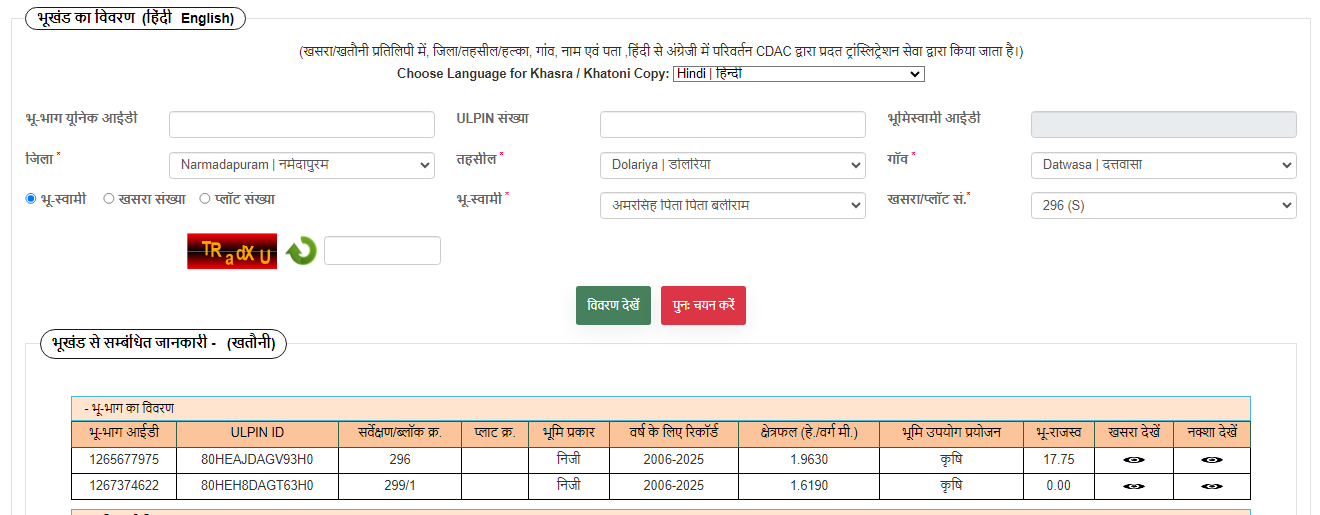 भूखंड का विवरण (हिंदी English)
(खसरा/खतौनी प्रतिलिपी में, जिला/तहसील/हल्का, गांव, नाम एवं पता ,हिंदी से अंग्रेजी में परिवर्तन CDAC द्वारा प्रदत ट्रांस्लिट्रेशन सेवा द्वारा किया जाता है।)
Choose Language for Khasra / Khatoni Copy: Hindi | हिन्दी
भू-भाग यूनिक आईडी ULPIN संख्या भूमिस्वामी आईडी
जिला * Narmadapuram | नर्मदापुरम तहसील * Dolariya | डोलरिया गाँव * Datwasa | दत्तवासा
भू-स्वामी खसरा संख्या प्लॉट संख्या भू-स्वामी * अमरसिंह पिता पिता बलीराम खसरा/प्लॉट सं.* 296 (S)
TRadXU
विवरण देखें पुनः चयन करें
भूखंड से सम्बंधित जानकारी - (खतौनी)
- भू-भाग का विवरण
भू-भाग आईडी ULPIN ID सर्वेक्षण/ब्लॉक क्र. प्लाट क्र. भूमि प्रकार वर्ष के लिए रिकॉर्ड क्षेत्रफल (हे./वर्ग मी.) भूमि उपयोग प्रयोजन भू-राजस्व खसरा देखें नक्शा देखें
1265677975 80HEAJDAGV93H0 296 निजी 2006-2025 1.9630 कृषि 17.75
1267374622 80HEH8DAGT63H0 299/1 निजी 2006-2025 1.6190 कृषि 0.00